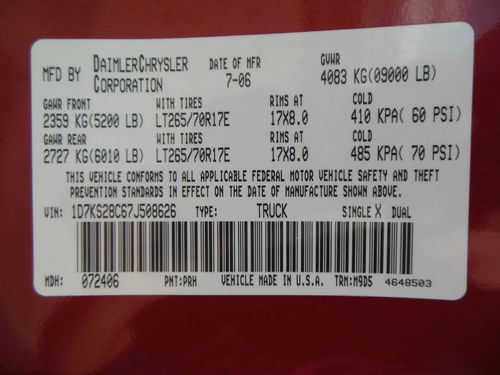 MFD BY DAIMLERCHRYSLER CORPORATION DATE OF MFR 7-06 GVWR 4083 KG(09000 LB)
GAWR FRONT WITH TIRES RIMS AT COLD
2359 KG(5200 LB) LT265/70R17E 17X8.0 410 KPA( 60 PSI)
GAWR REAR WITH TIRES RIMS AT COLD
2727 KG(6010 LB) LT265/70R17E 17X8.0 485 KPA( 70 PSI)
THIS VEHICLE CONFORMS TO ALL APPLICABLE FEDERAL MOTOR VEHICLE SAFETY AND THEFT
PREVENTION STANDARDS IN EFFECT ON THE DATE OF MANUFACTURE SHOWN ABOVE.
VIN: 1D7KS28C67J508626 TYPE: TRUCK SINGLE X DUAL
MDH: 072406 PNT:PRH VEHICLE MADE IN U.S.A. TRM:M9D5 4648503